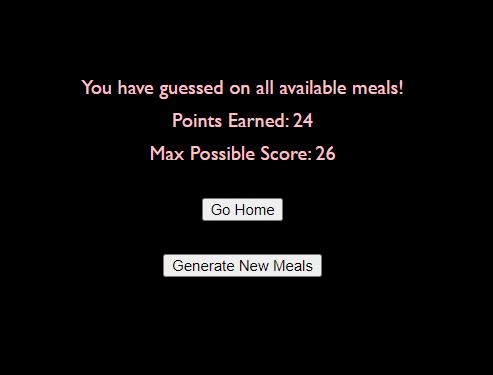 You have guessed on all available meals!
Points Earned: 24
Max Possible Score: 26
Go Home
Generate New Meals